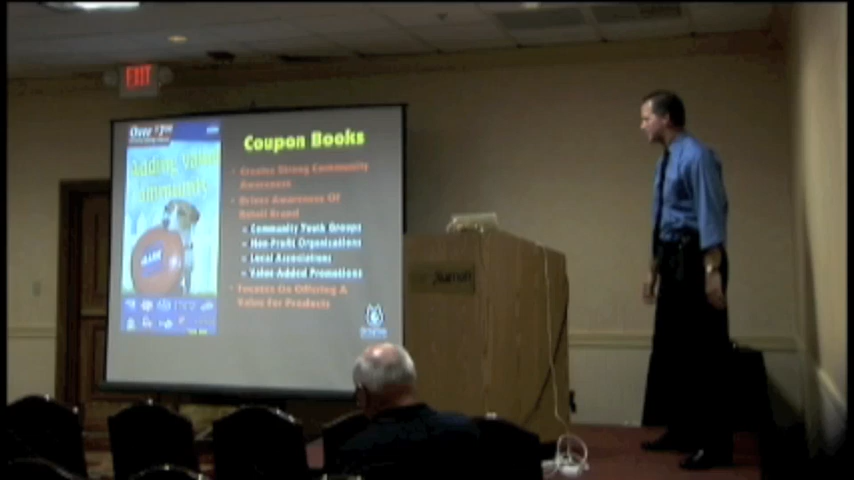 EXIT
Over $
Adding Value
Community
Coupon Books
• Creates Strong Community
Awareness
• Drives Awareness Of
Retail Brand
– Community Youth Groups
– Non-Profit Organizations
– Local Associations
– Value-Added Promotions
• Focuses On Offering A
Value For Products